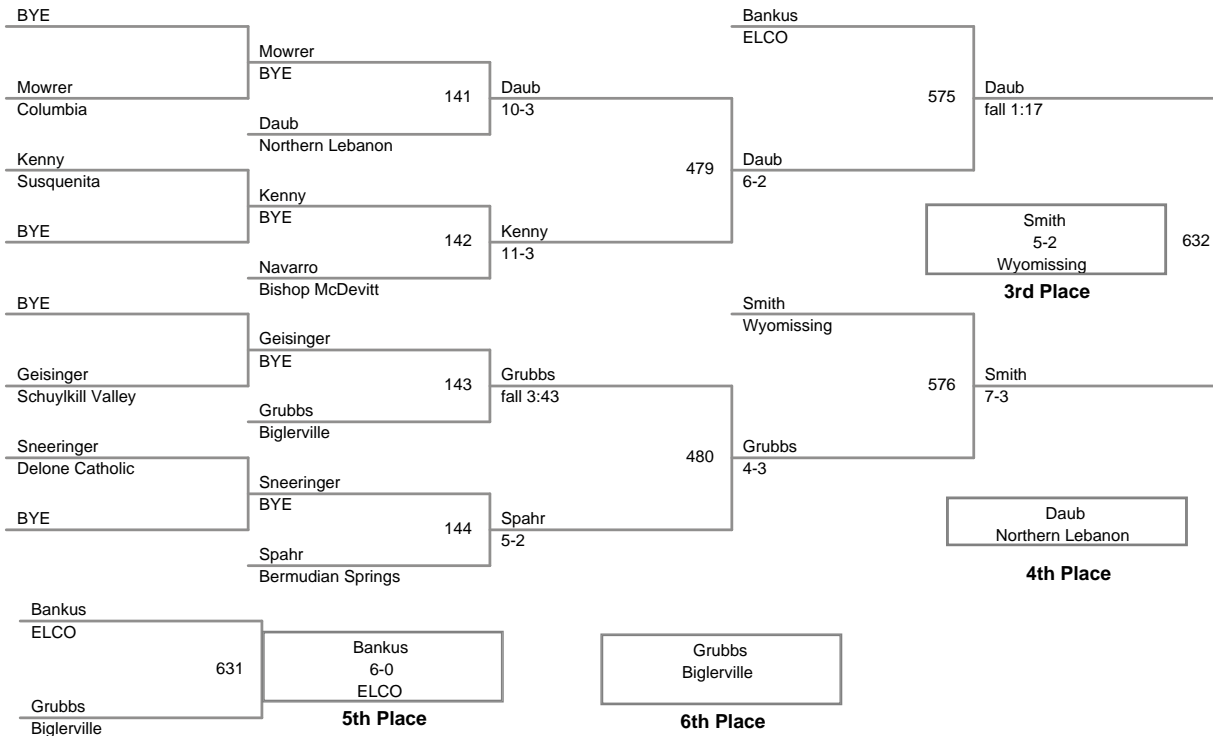 BYE
Mowrer
Columbia
Kenny
Susquenita
BYE
BYE
Geisinger
Schuylkill Valley
Sneeringer
Delone Catholic
BYE
Mowrer
BYE
141
Daub
Northern Lebanon
Kenny
BYE
142
Navarro
Bishop McDevitt
Geisinger
BYE
143
Grubbs
Biglerville
Sneeringer
BYE
144
Spahr
Bermudian Springs
Daub
10-3
479
Kenny
11-3
Grubbs
fall 3:43
480
Spahr
5-2
Bankus
ELCO
575
Daub
6-2
Smith
Wyomissing
576
Grubbs
4-3
Daub
fall 1:17
Smith
5-2
Wyomissing
632
3rd Place
Smith
7-3
Daub
Northern Lebanon
4th Place
Bankus
ELCO
631
Grubbs
Biglerville
Bankus
6-0
ELCO
5th Place
Grubbs
Biglerville
6th Place